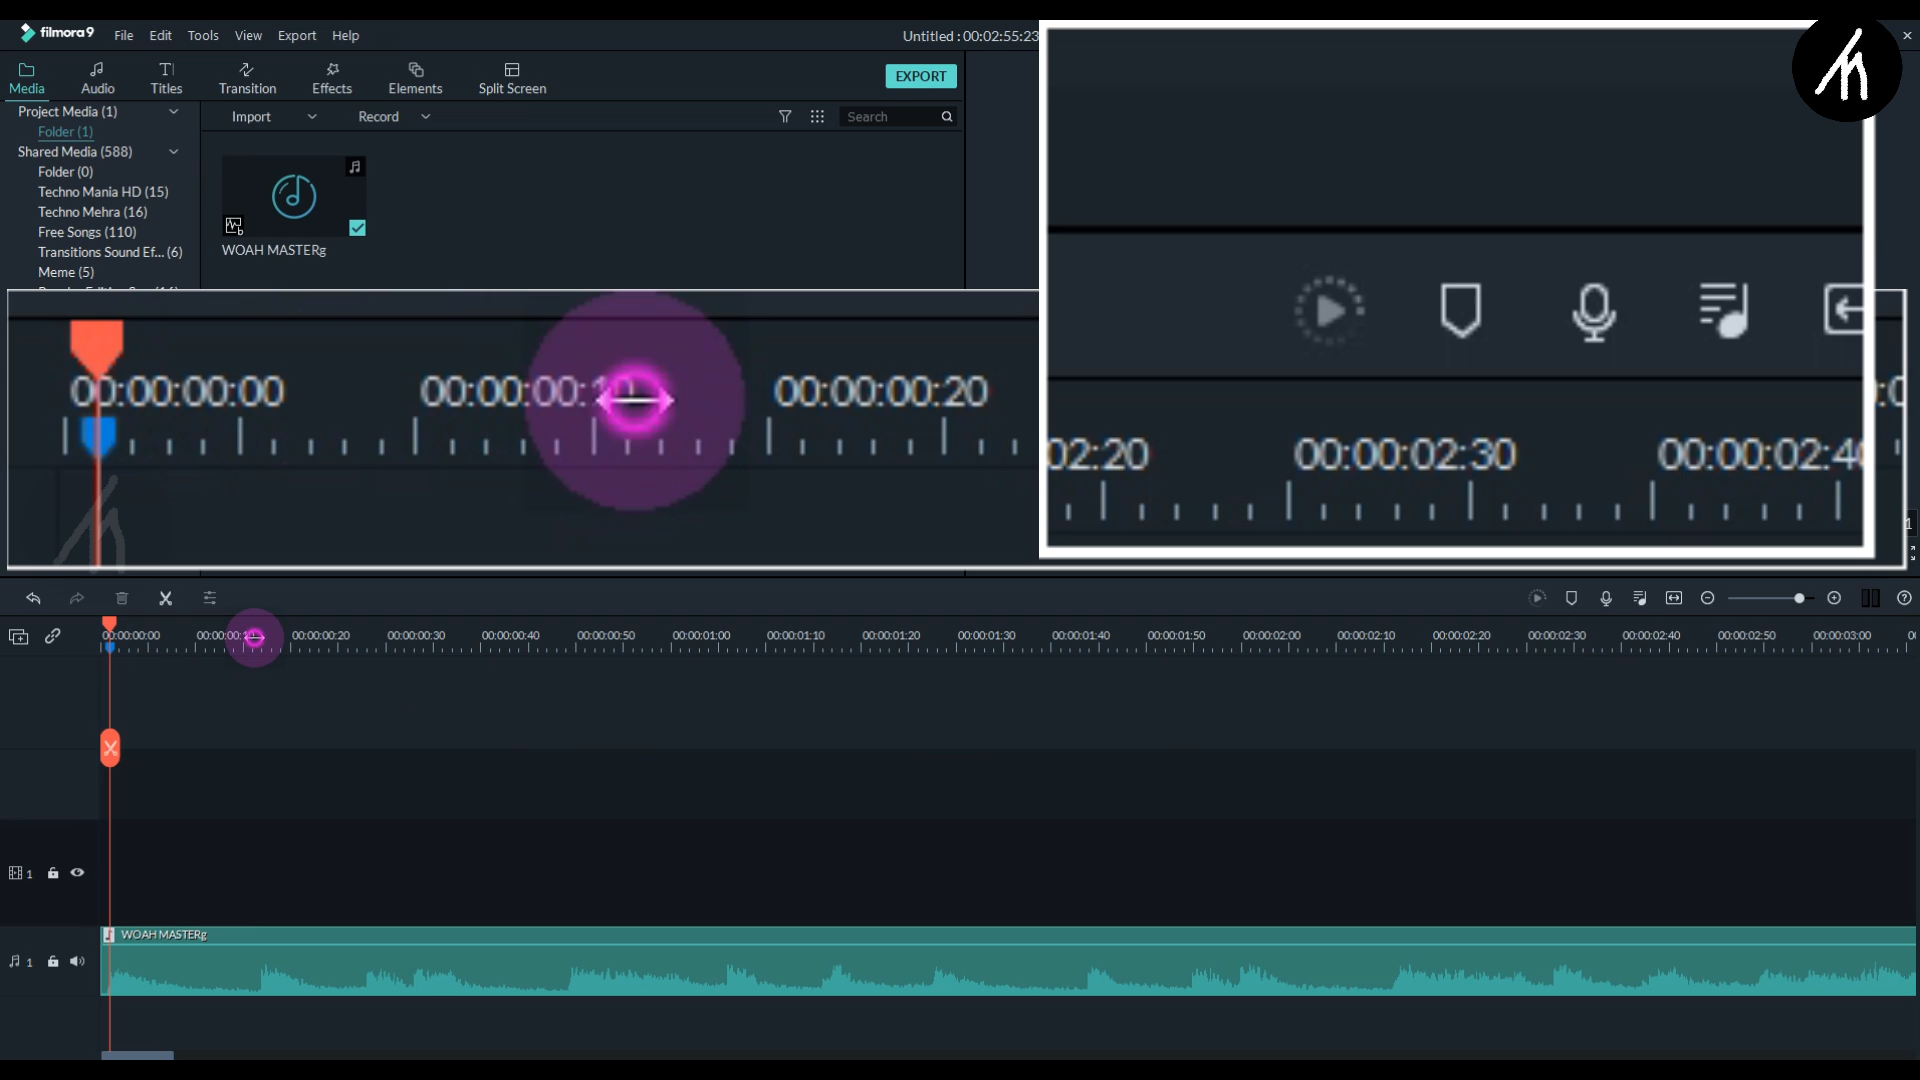 filmora9 File Edit Tools View Export Help Untitled : 00:02:55:23
Media Audio Titles Transition Effects Elements Split Screen EXPORT
Project Media (1) Import Record Search
Folder (1)
Shared Media (588)
Folder (0)
Techno Mania HD (15)
Techno Mehra (16)
Free Songs (110)
Transitions Sound Ef... (6)
Meme (5)
WOAH MASTERg
00:00:00:00 00:00:00:10 00:00:00:20
02:20 00:00:02:30 00:00:02:40
00:00:00:00 00:00:00:10 00:00:00:20 00:00:00:30 00:00:00:40 00:00:00:50 00:00:01:00 00:00:01:10 00:00:01:20 00:00:01:30 00:00:01:40 00:00:01:50 00:00:02:00 00:00:02:10 00:00:02:20 00:00:02:30 00:00:02:40 00:00:02:50 00:00:03:00
1
WOAH MASTERg
1